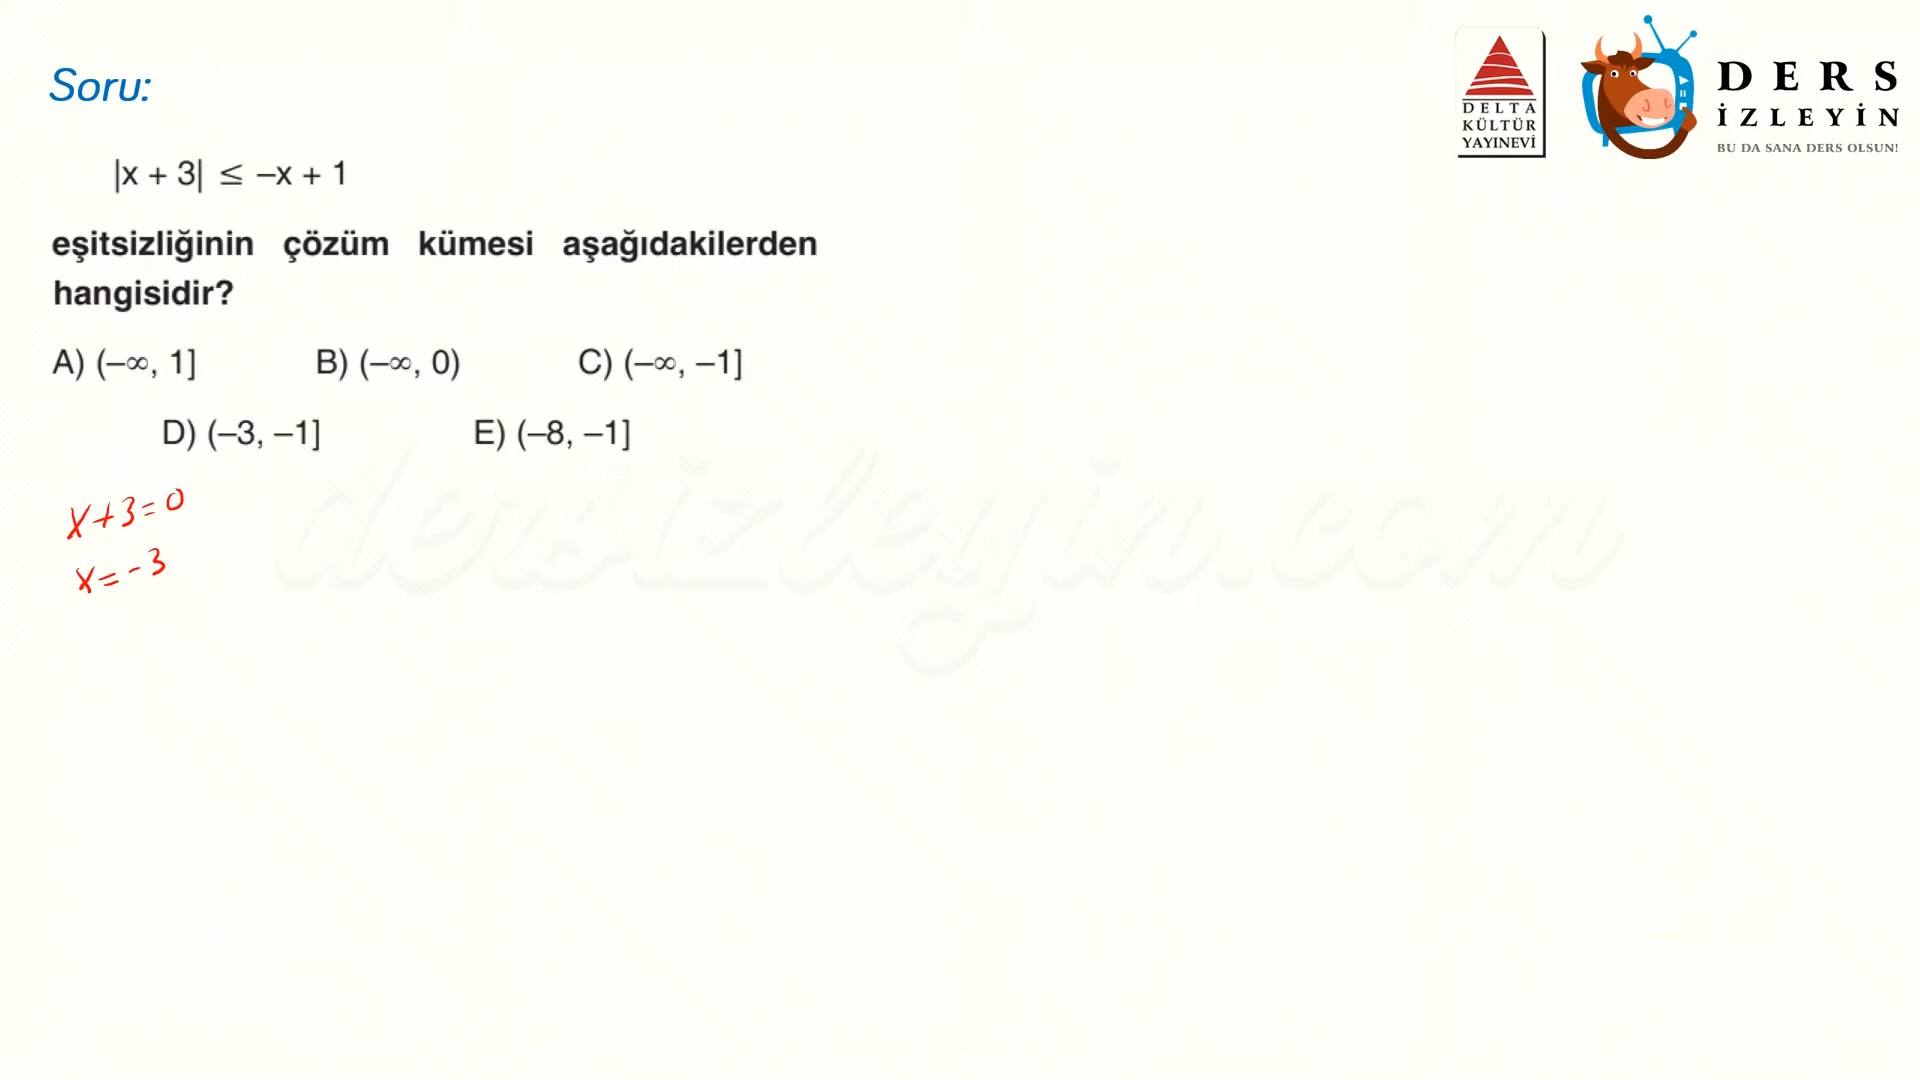 Soru:
DELTA
KÜLTÜR
YAYINEVİ
DERS
İZLEYİN
BU DA SANA DERS OLSUN!
|x + 3| ≤ –x + 1
eşitsizliğinin çözüm kümesi aşağıdakilerden
hangisidir?
A) (–∞, 1] B) (–∞, 0) C) (–∞, –1]
D) (–3, –1] E) (–8, –1]
x+3=0
x=-3
dersizleyin.com